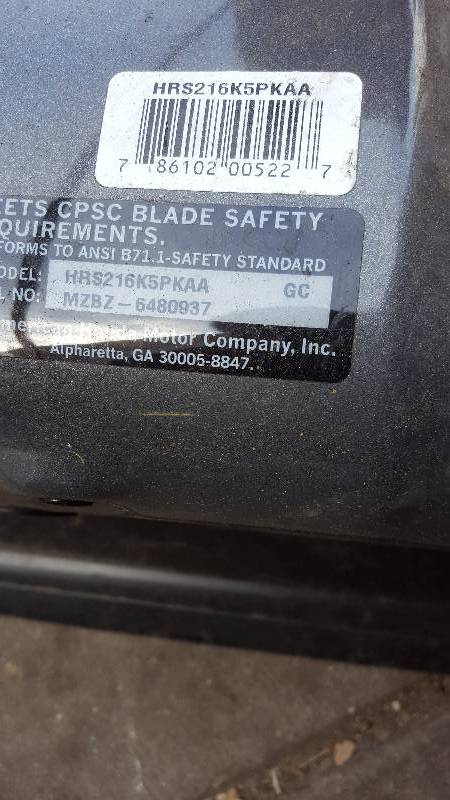 HRS216K5PKAA
7 86102 00522 7
EETS CPSC BLADE SAFETY
QUIREMENTS.
FORMS TO ANSI B71.1-SAFETY STANDARD
ODEL: HRS216K5PKAA GC
L NO: MZBZ-6480937
Motor Company, Inc.
Alpharetta, GA 30005-8847.